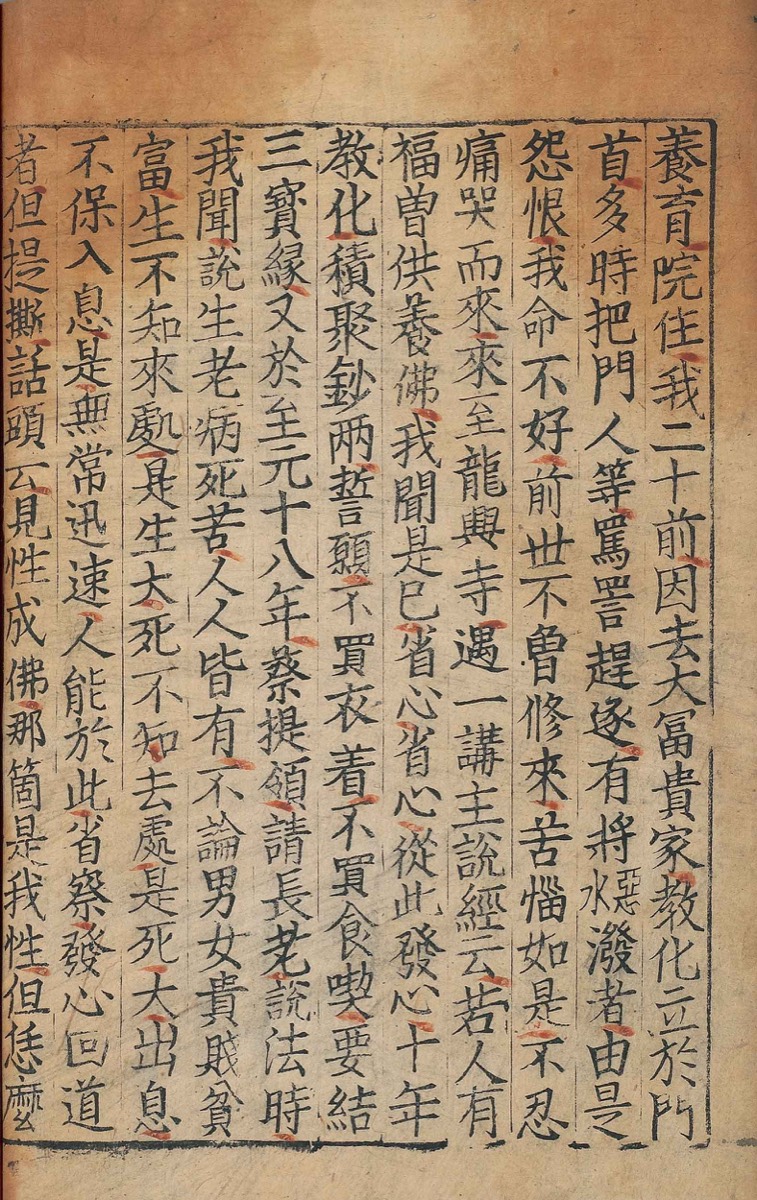 養育院住我二十前因去大冨貴家教化立於門
首多時把門人等罵詈趕逐有將惡水潑者由是
怨恨我命不好前世不曽修來苦惱如是不忍
痛哭而來來至龍興寺遇一講主說經云若人有
福曽供養佛我聞是已省心省心從此發心十年
教化積聚鈔兩誓願不買衣着不買食喫要結
三寶緣又於至元十八年蔡提領請長老說法時
我聞說生老病死苦人人皆有不論男女貴賤貧
富生不知來處是生大死不知去處是死大出息
不保入息是無常迅速人能於此省察發心回道
者但提撕話頭云見性成佛那箇是我性但恁麼